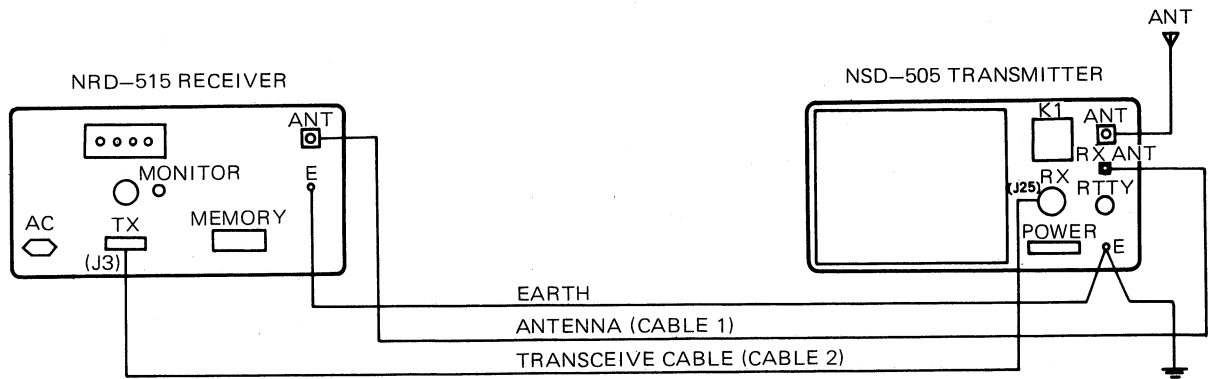 ANT
NRD–515 RECEIVER
NSD–505 TRANSMITTER
ANT
MONITOR
E
AC
TX
MEMORY
(J3)
K1
ANT
RX ANT
(J25)
RX
RTTY
POWER
E
EARTH
ANTENNA (CABLE 1)
TRANSCEIVE CABLE (CABLE 2)